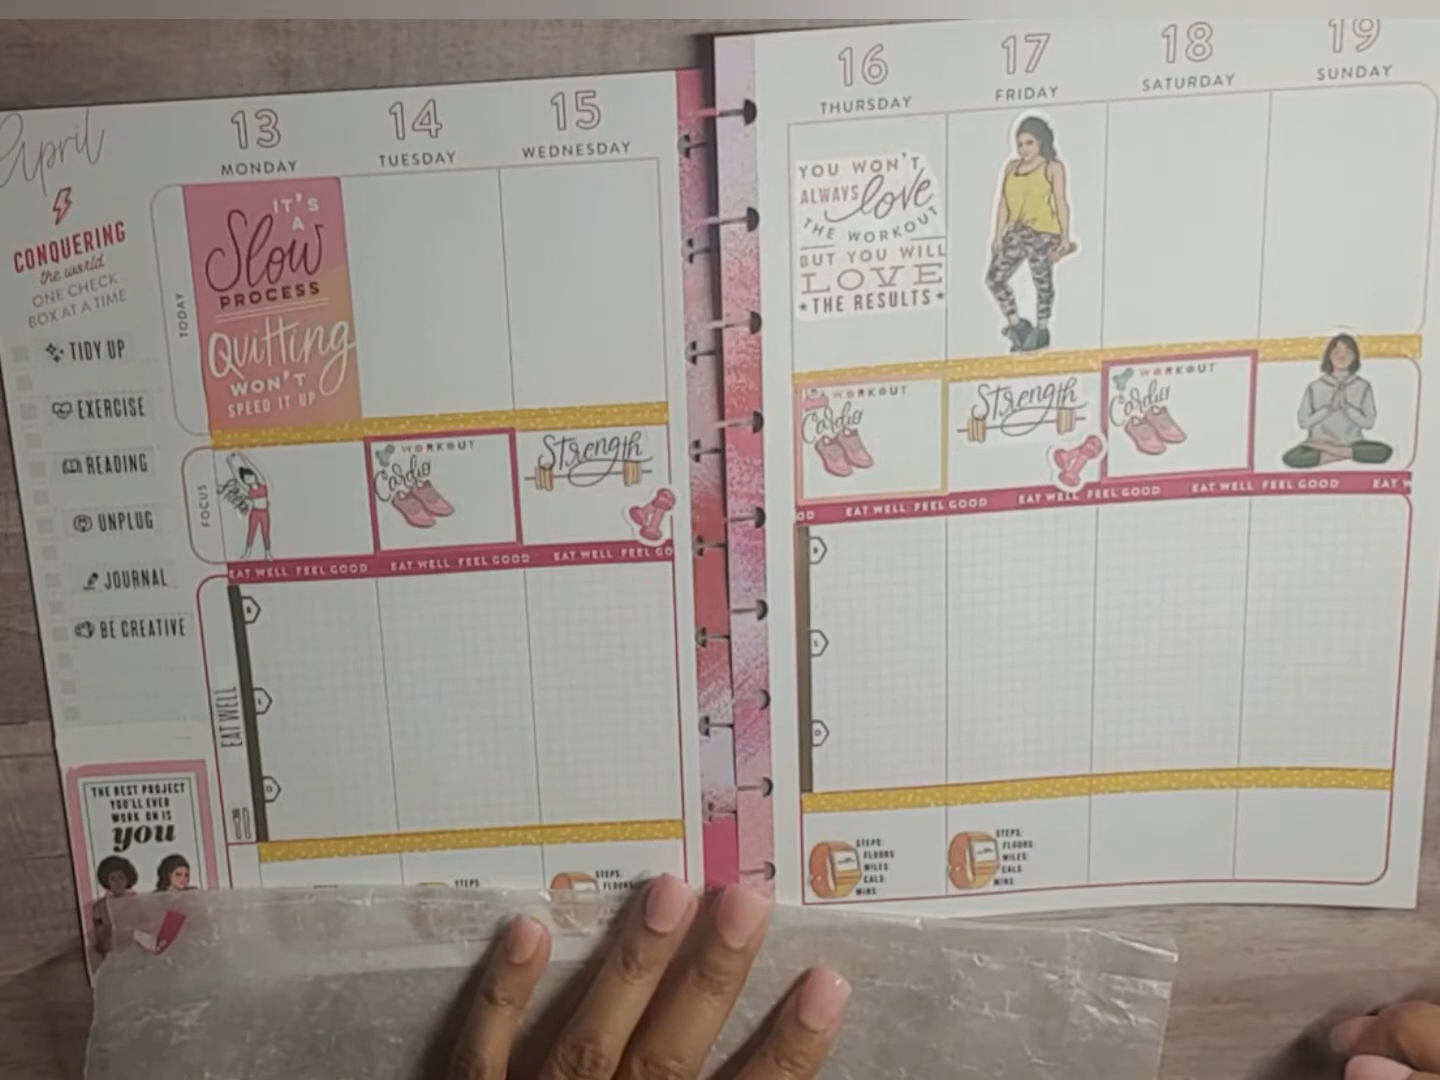 April
CONQUERING
the world
ONE CHECK
BOX AT A TIME
TIDY UP
EXERCISE
READING
UNPLUG
JOURNAL
BE CREATIVE
THE BEST PROJECT
YOU'LL EVER
WORK ON IS
you
13
MONDAY
14
TUESDAY
15
WEDNESDAY
TODAY
IT'S
A
Slow
PROCESS
Quitting
WON'T
SPEED IT UP
FOCUS
WORKOUT
Cardio
Strength
EAT WELL FEEL GOOD EAT WELL FEEL GOOD EAT WELL FEEL GO
EAT WELL
B
L
D
STEPS:
STEPS:
FLOORS
16
THURSDAY
17
FRIDAY
18
SATURDAY
19
SUNDAY
YOU WON'T
ALWAYS love
THE WORKOUT
BUT YOU WILL
LOVE
*THE RESULTS*
WORKOUT
Cardio
Strength
WORKOUT
Cardio
OD EAT WELL FEEL GOOD EAT WELL FEEL GOOD EAT WELL FEEL GOOD EAT W
B
L
D
STEPS:
FLOORS
MILES:
CALS:
MINS:
STEPS:
FLOORS:
MILES:
CALS:
MINS: